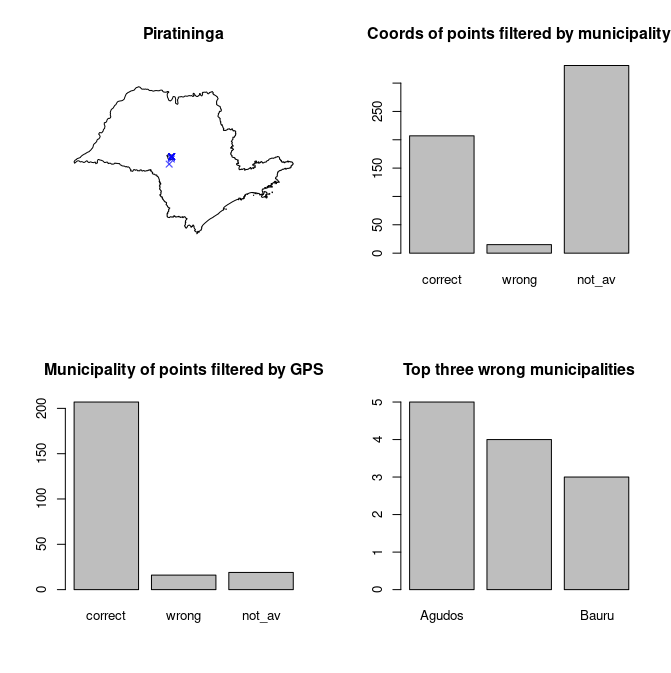 Piratininga
Coords of points filtered by municipality
0
50
150
250
correct wrong not_av
Municipality of points filtered by GPS
0
50
100
150
200
correct wrong not_av
Top three wrong municipalities
0
1
2
3
4
5
Agudos Bauru